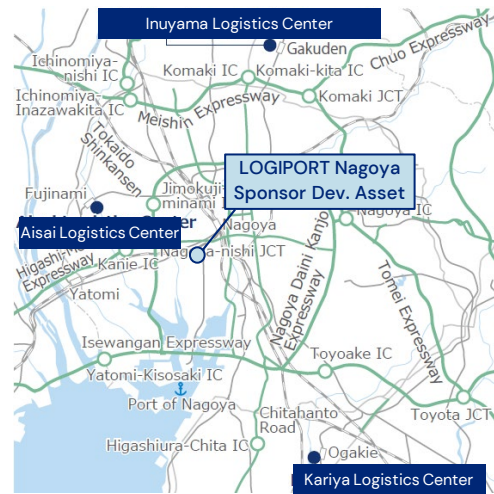 Inuyama Logistics Center
Gakuden
Chuo Expressway
Ichinomiya-
nishi IC
Komaki IC
Komaki-kita IC
Ichinomiya-
Inazawakita IC
Komaki JCT
Meishin Expressway
Tokaido
Shinkansen
LOGIPORT Nagoya
Sponsor Dev. Asset
Fujinami
Jimokuji-
minami I
Nagoya IC
Aisai Logistics Center
Nagoya
Nagoya-nishi JCT
Kanie IC
Expressway
Yatomi
Nagoya Daini Kanjo
Expressway
Tomei Expressway
Isewangan Expressway
Toyoake IC
Yatomi-Kisosaki IC
Port of Nagoya
Chitahanto
Road
Toyota JCT
Higashiura-Chita IC
Ogakie
Kariya Logistics Center